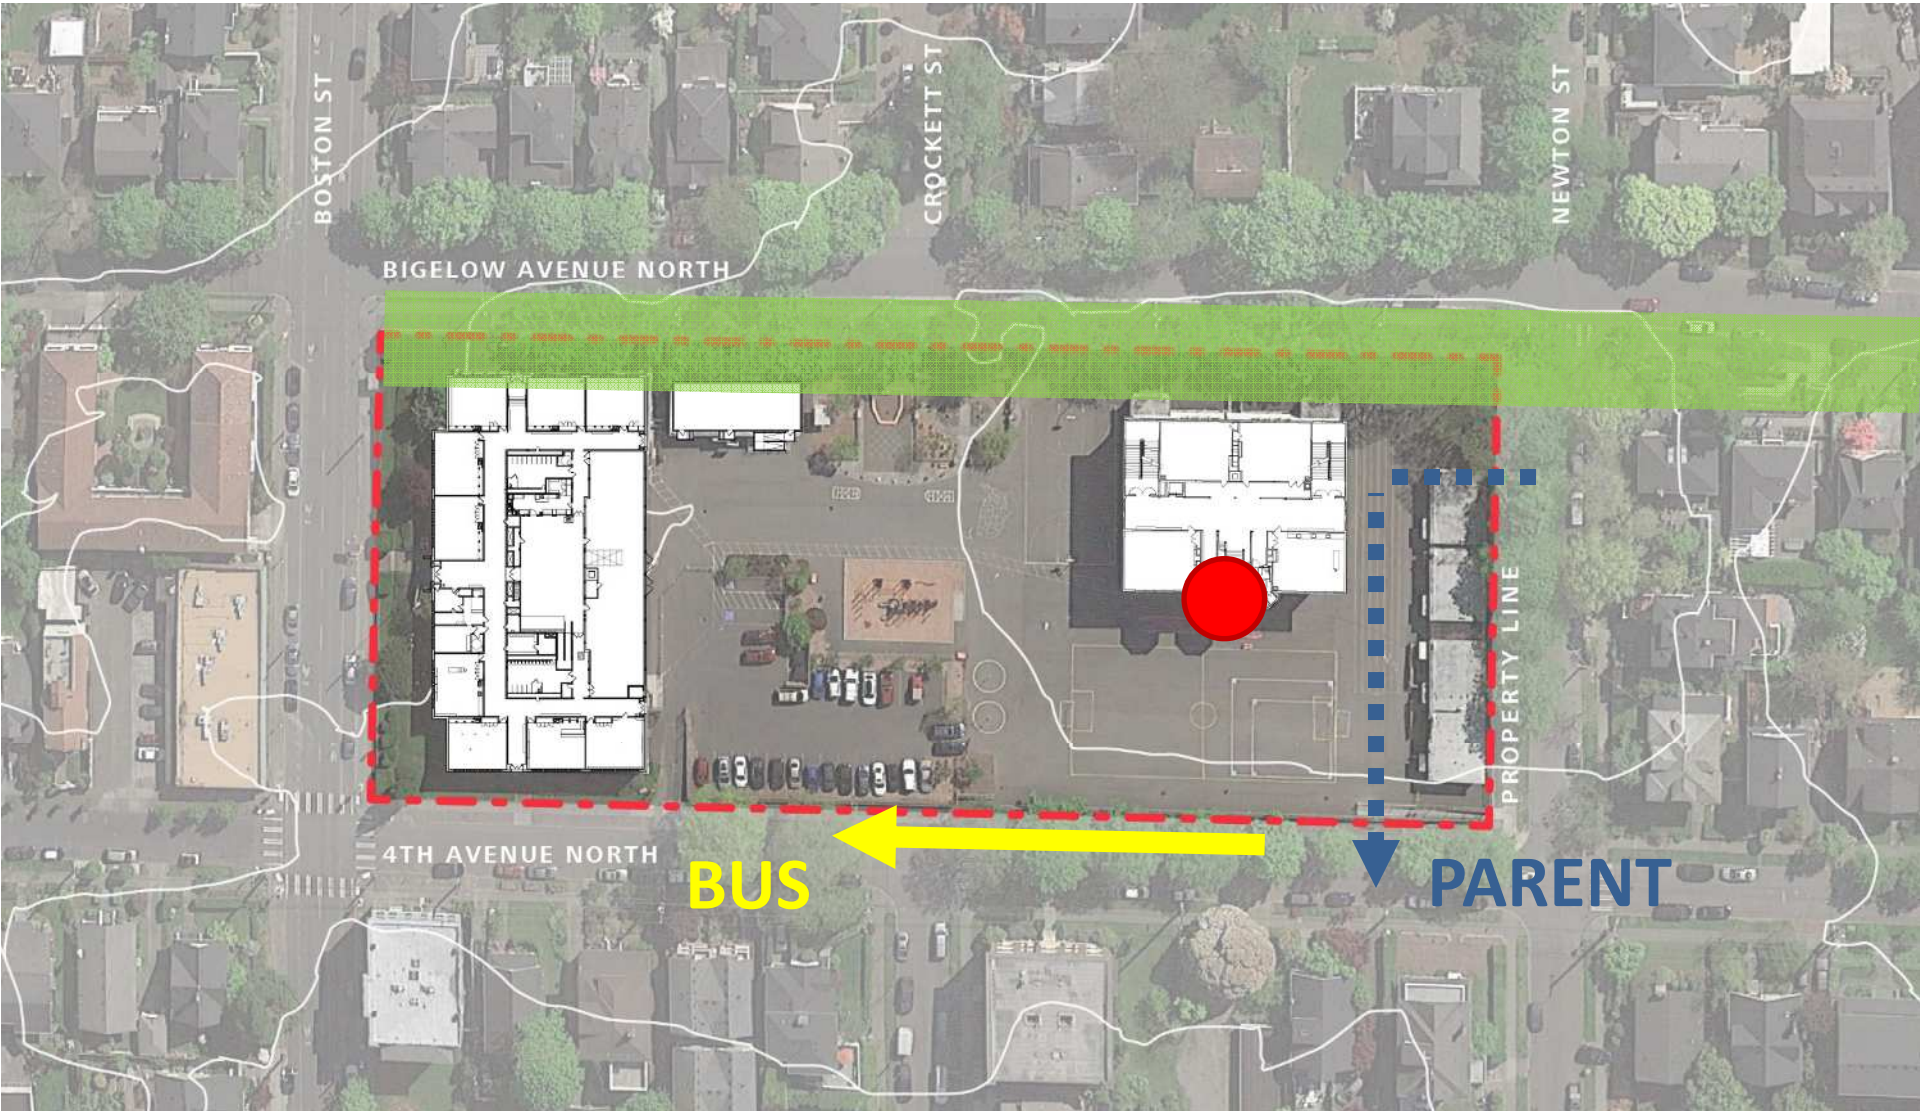 BOSTON ST
CROCKETT ST
NEWTON ST
BIGELOW AVENUE NORTH
PROPERTY LINE
4TH AVENUE NORTH
BUS
PARENT